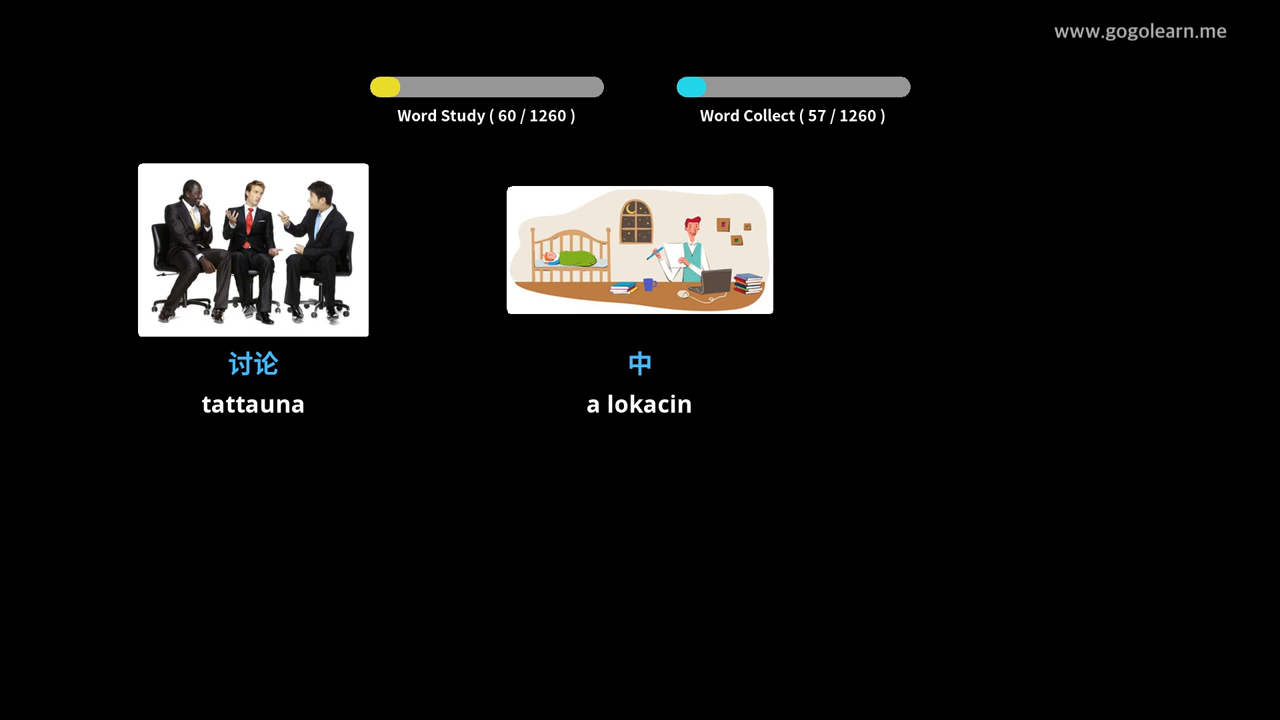 www.gogolearn.me
Word Study ( 60 / 1260 )
Word Collect ( 57 / 1260 )
讨论
中
tattauna
a lokacin